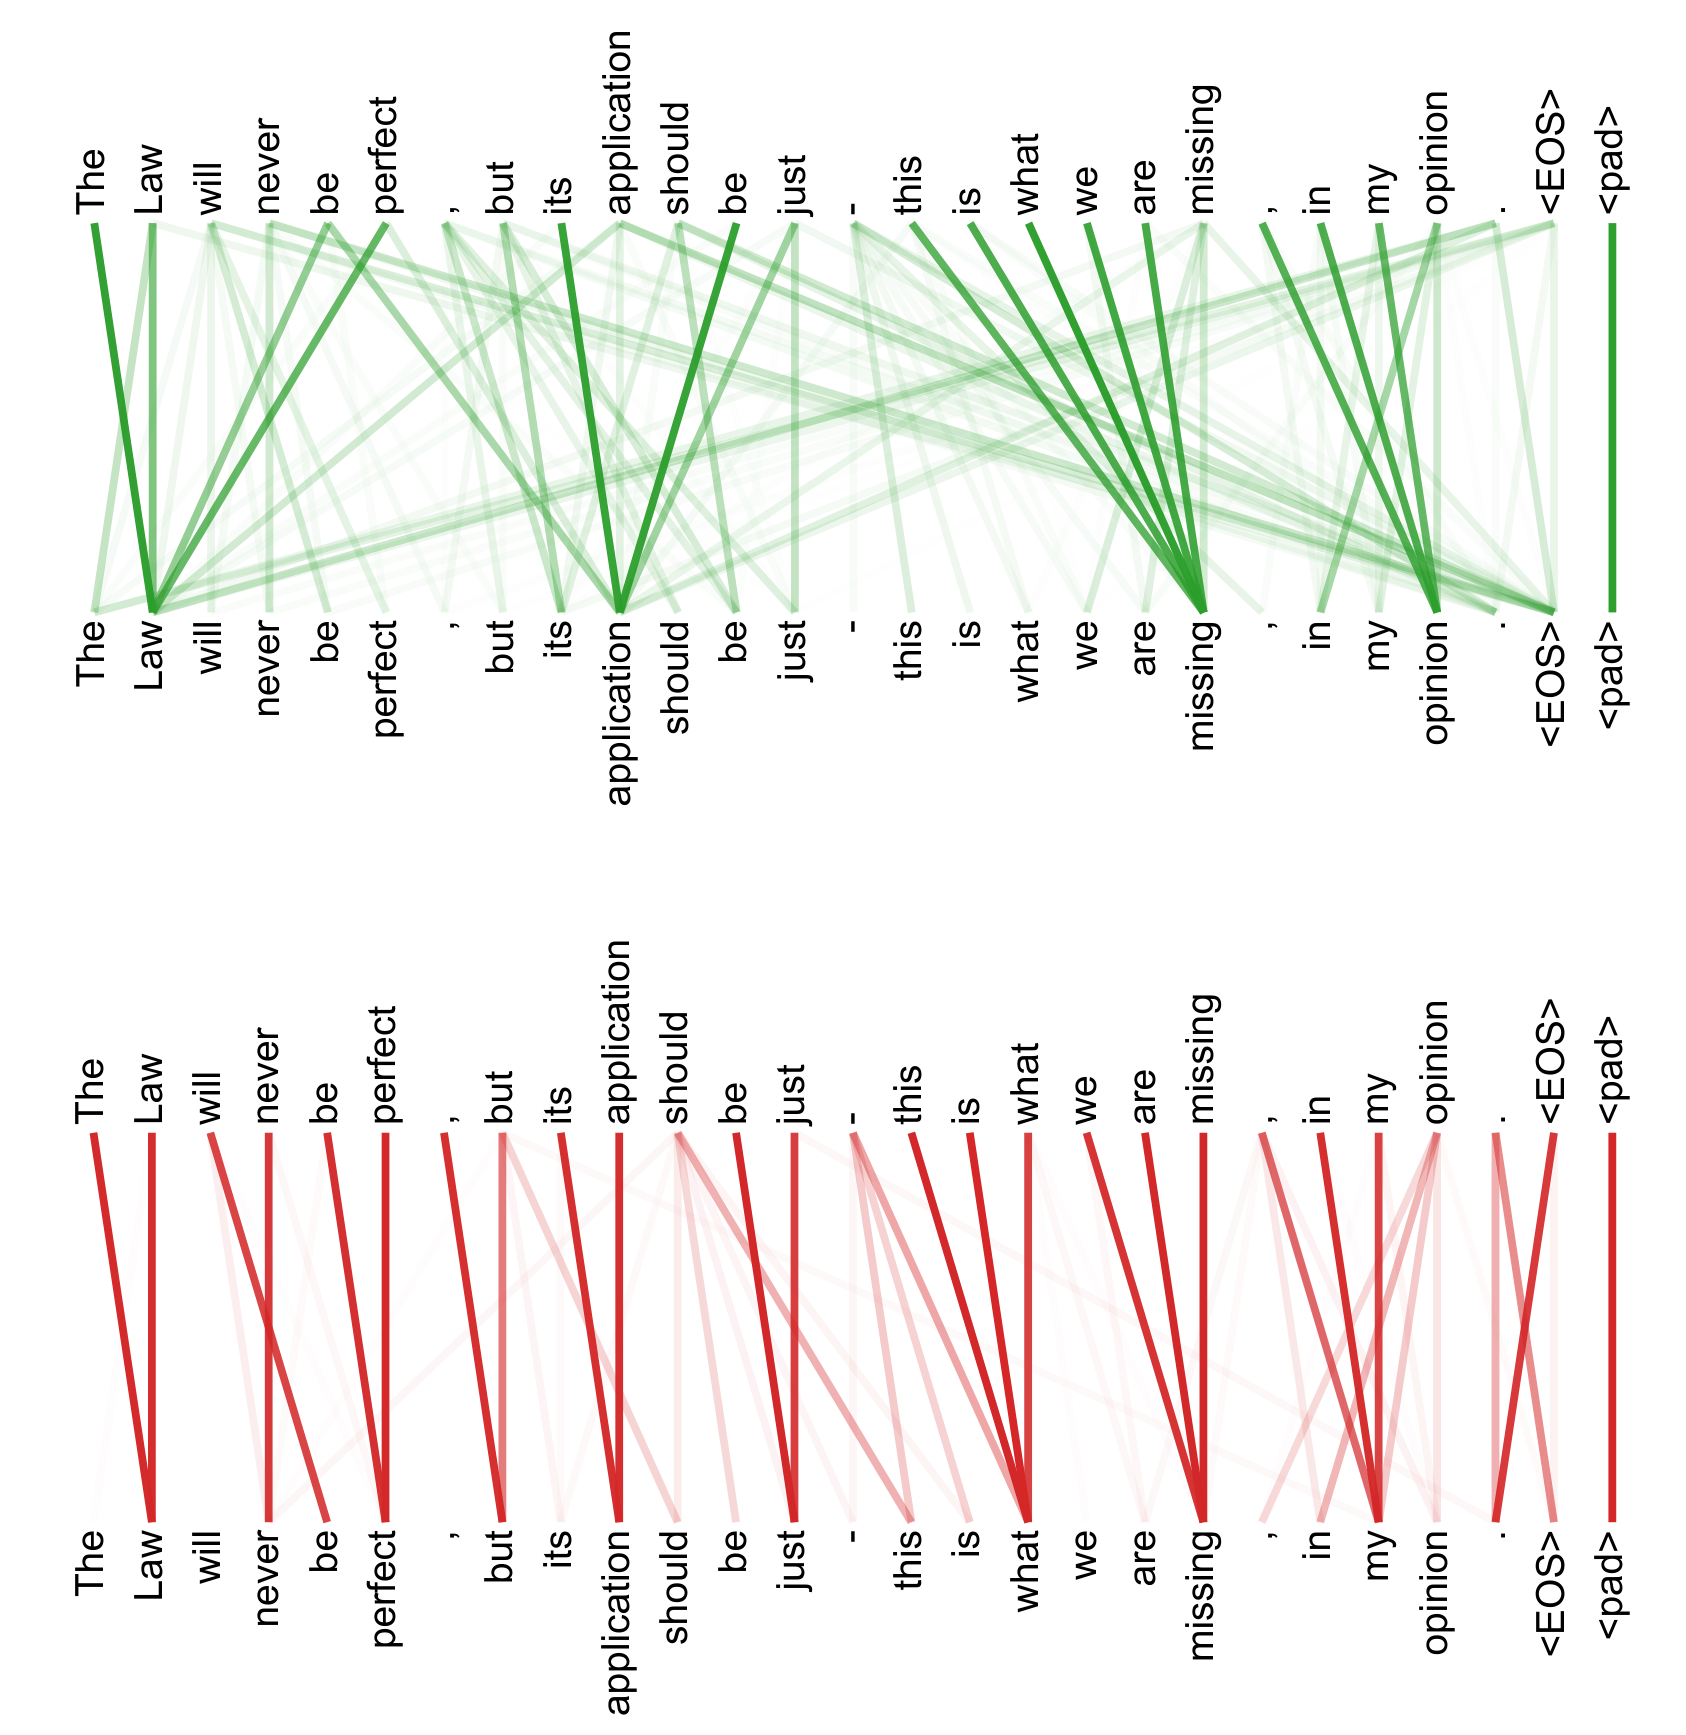 The Law will never be perfect , but its application should be just - this is what we are missing , in my opinion . <EOS> <pad>
The Law will never be perfect , but its application should be just - this is what we are missing , in my opinion . <EOS> <pad>
The Law will never be perfect , but its application should be just - this is what we are missing , in my opinion . <EOS> <pad>
The Law will never be perfect , but its application should be just - this is what we are missing , in my opinion . <EOS> <pad>